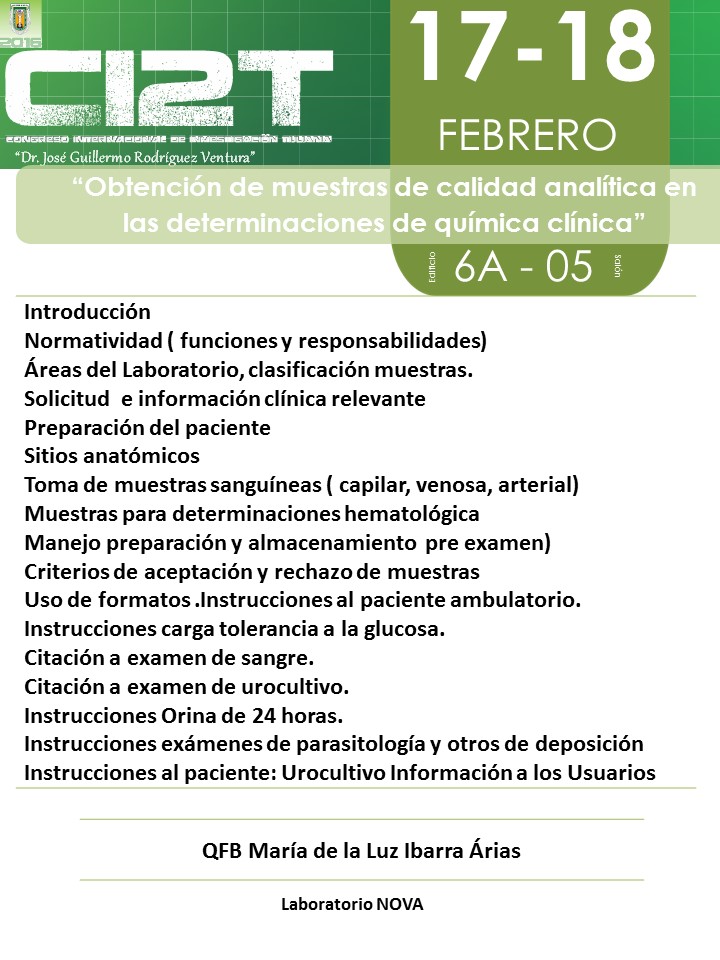 2016
CI2T
CONGRESO INTERNACIONAL DE INVESTIGACIÓN TIJUANA
“Dr. José Guillermo Rodríguez Ventura”
17-18
FEBRERO
“Obtención de muestras de calidad analítica en
las determinaciones de química clínica”
Edificio 6A - 05 Salón
Introducción
Normatividad ( funciones y responsabilidades)
Áreas del Laboratorio, clasificación muestras.
Solicitud e información clínica relevante
Preparación del paciente
Sitios anatómicos
Toma de muestras sanguíneas ( capilar, venosa, arterial)
Muestras para determinaciones hematológica
Manejo preparación y almacenamiento pre examen)
Criterios de aceptación y rechazo de muestras
Uso de formatos .Instrucciones al paciente ambulatorio.
Instrucciones carga tolerancia a la glucosa.
Citación a examen de sangre.
Citación a examen de urocultivo.
Instrucciones Orina de 24 horas.
Instrucciones exámenes de parasitología y otros de deposición
Instrucciones al paciente: Urocultivo Información a los Usuarios
QFB María de la Luz Ibarra Árias
Laboratorio NOVA